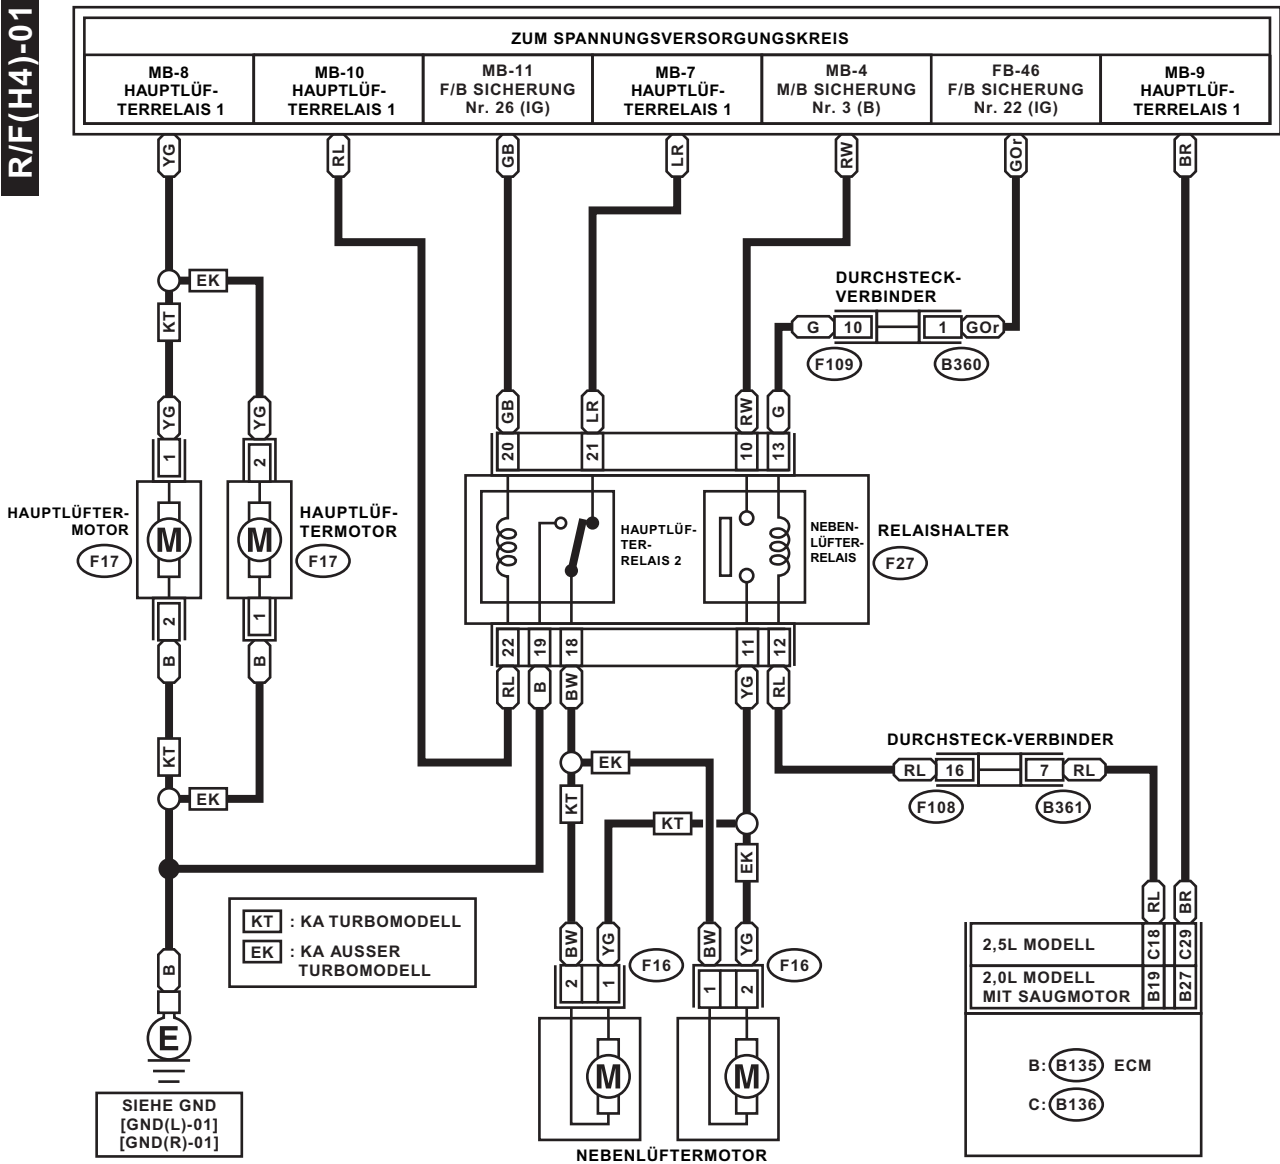 R/F(H4)-01
ZUM SPANNUNGSVERSORGUNGSKREIS
MB-8
HAUPTLÜF-
TERRELAIS 1
MB-10
HAUPTLÜF-
TERRELAIS 1
MB-11
F/B SICHERUNG
Nr. 26 (IG)
MB-7
HAUPTLÜF-
TERRELAIS 1
MB-4
M/B SICHERUNG
Nr. 3 (B)
FB-46
F/B SICHERUNG
Nr. 22 (IG)
MB-9
HAUPTLÜF-
TERRELAIS 1
YG
RL
GB
LR
RW
GOr
BR
EK
KT
DURCHSTECK-
VERBINDER
G
10
1
GOr
F109
B360
YG
YG
GB
LR
RW
G
1
2
20
21
10
13
HAUPTLÜFTER-
MOTOR
F17
M
M
HAUPTLÜF-
TERMOTOR
F17
HAUPTLÜF-
TER-
RELAIS 2
NEBEN-
LÜFTER-
RELAIS
RELAISHALTER
F27
2
1
22
19
18
11
12
B
B
RL
B
BW
YG
RL
KT
EK
EK
KT
KT
EK
DURCHSTECK-VERBINDER
RL
16
7
RL
F108
B361
KT : KA TURBOMODELL
EK : KA AUSSER
TURBOMODELL
B
E
SIEHE GND
[GND(L)-01]
[GND(R)-01]
BW
YG
F16
BW
YG
F16
2
1
1
2
M
M
NEBENLÜFTERMOTOR
RL
BR
2,5L MODELL
C18
C29
2,0L MODELL
MIT SAUGMOTOR
B19
B27
B: B135 ECM
C: B136